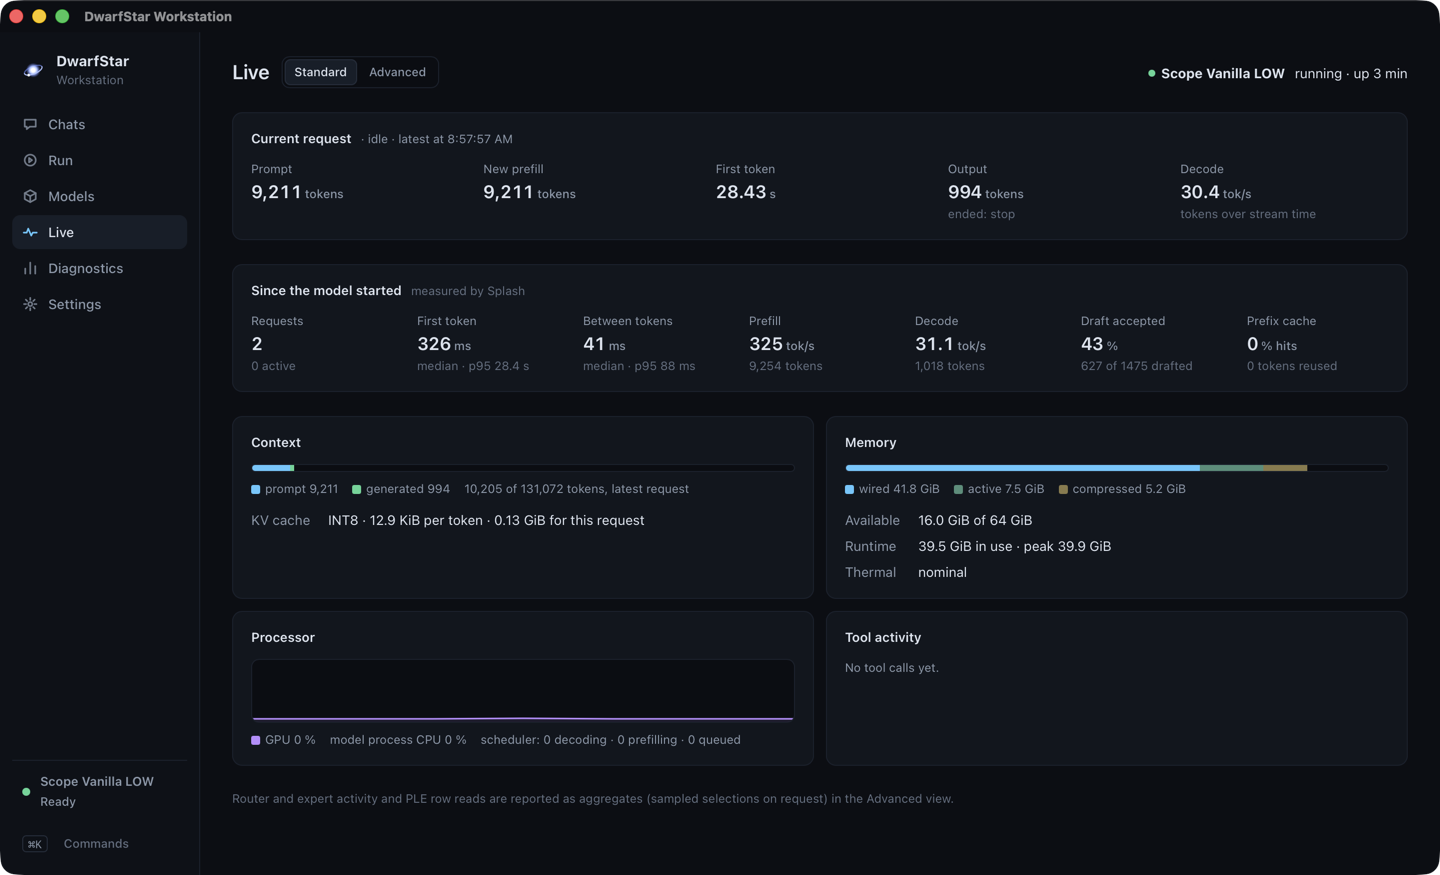 DwarfStar Workstation
DwarfStar
Workstation
Chats
Run
Models
Live
Diagnostics
Settings
Scope Vanilla LOW
Ready
⌘K Commands
Live Standard Advanced
Scope Vanilla LOW running · up 3 min
Current request · idle · latest at 8:57:57 AM
Prompt New prefill First token Output Decode
9,211 tokens 9,211 tokens 28.43 s 994 tokens 30.4 tok/s
ended: stop tokens over stream time
Since the model started measured by Splash
Requests First token Between tokens Prefill Decode Draft accepted Prefix cache
2 326 ms 41 ms 325 tok/s 31.1 tok/s 43 % 0 % hits
0 active median · p95 28.4 s median · p95 88 ms 9,254 tokens 1,018 tokens 627 of 1475 drafted 0 tokens reused
Context
prompt 9,211 generated 994 10,205 of 131,072 tokens, latest request
KV cache INT8 · 12.9 KiB per token · 0.13 GiB for this request
Memory
wired 41.8 GiB active 7.5 GiB compressed 5.2 GiB
Available 16.0 GiB of 64 GiB
Runtime 39.5 GiB in use · peak 39.9 GiB
Thermal nominal
Processor
GPU 0 % model process CPU 0 % scheduler: 0 decoding · 0 prefilling · 0 queued
Tool activity
No tool calls yet.
Router and expert activity and PLE row reads are reported as aggregates (sampled selections on request) in the Advanced view.